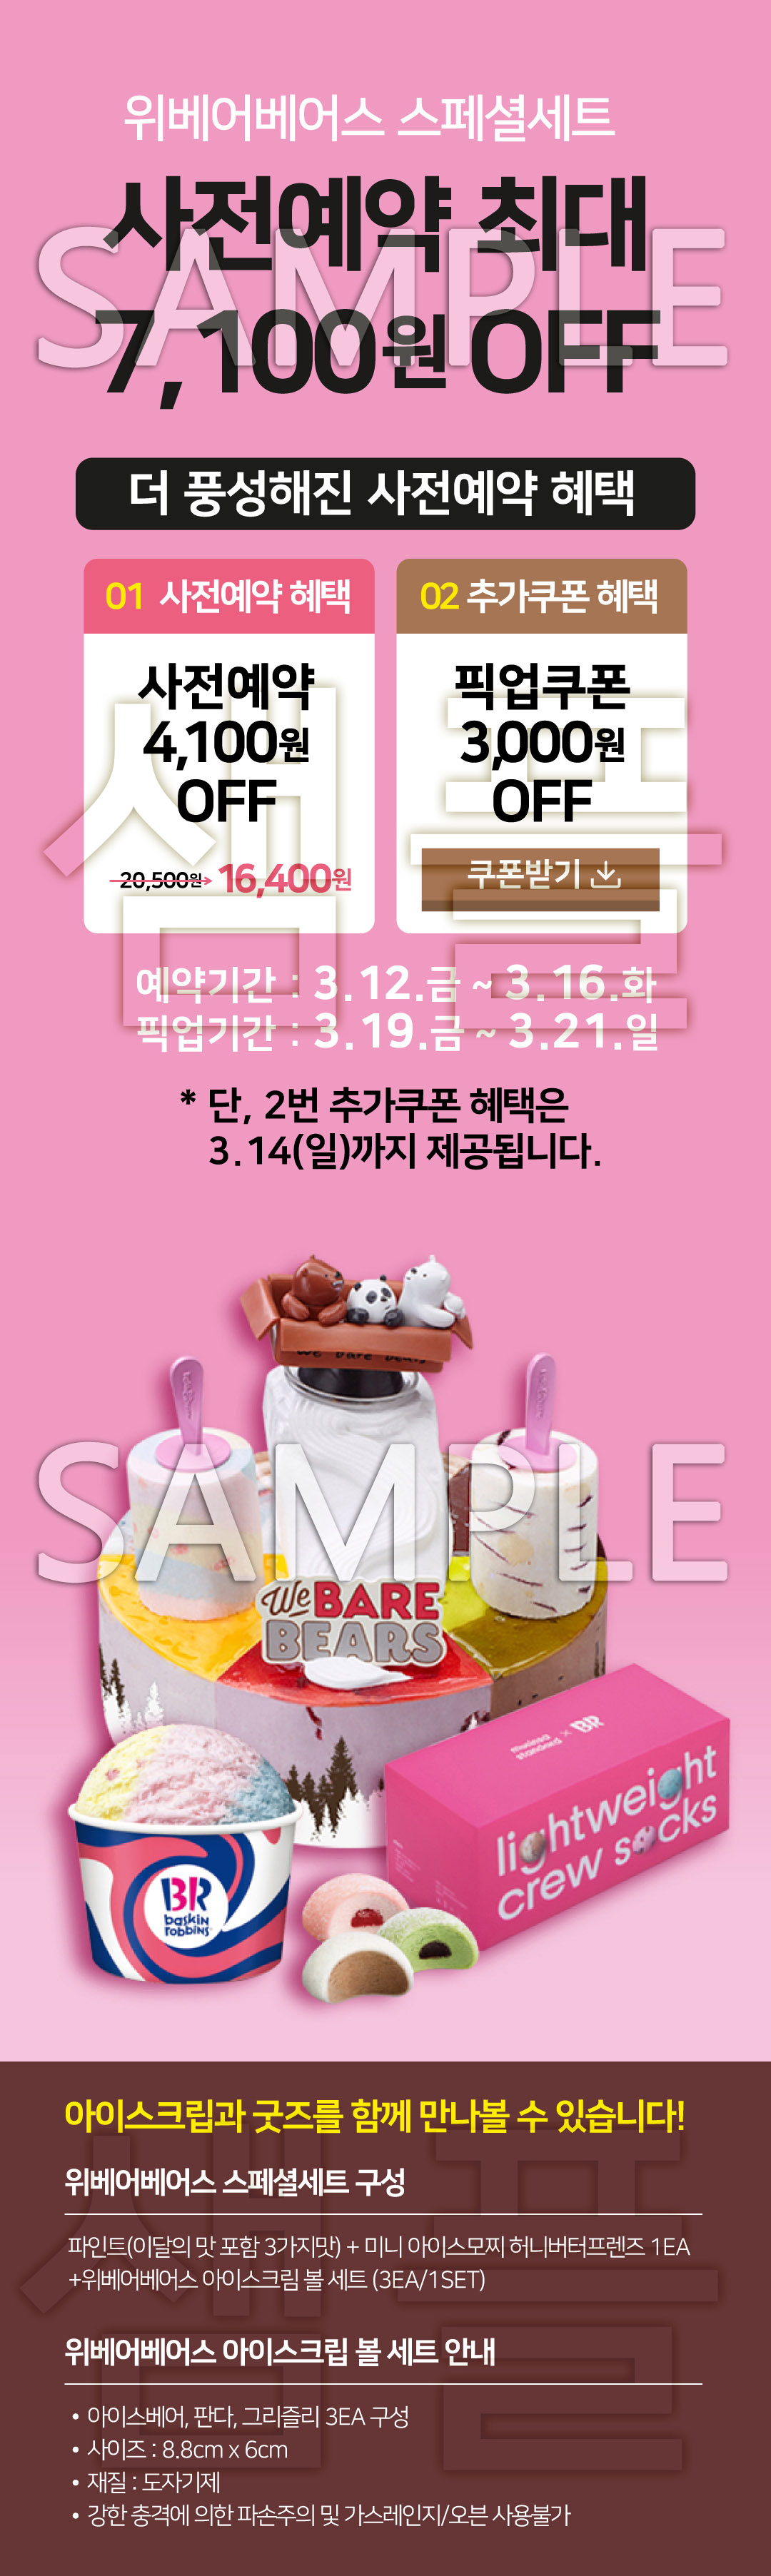 위베어베어스 스페셜세트
사전예약 최대
7,100원 OFF
SAMPLE
더 풍성해진 사전예약 혜택
01 사전예약 혜택
사전예약
4,100원
OFF
20,500원→ 16,400원
02 추가쿠폰 혜택
픽업쿠폰
3,000원
OFF
쿠폰받기
샘플
예약기간 : 3.12.금 ~ 3.16.화
픽업기간 : 3.19.금 ~ 3.21.일
* 단, 2번 추가쿠폰 혜택은
3.14(일)까지 제공됩니다.
we bare bears
SAMPLE
We BARE
BEARS
musinsa
standard × BR
lightweight
crew socks
BR
baskin
robbins
아이스크립과 굿즈를 함께 만나볼 수 있습니다!
위베어베어스 스페셜세트 구성
파인트(이달의 맛 포함 3가지맛) + 미니 아이스모찌 허니버터프렌즈 1EA
+위베어베어스 아이스크림 볼 세트 (3EA/1SET)
샘플
위베어베어스 아이스크립 볼 세트 안내
• 아이스베어, 판다, 그리즐리 3EA 구성
• 사이즈 : 8.8cm x 6cm
• 재질 : 도자기제
• 강한 충격에 의한 파손주의 및 가스레인지/오븐 사용불가